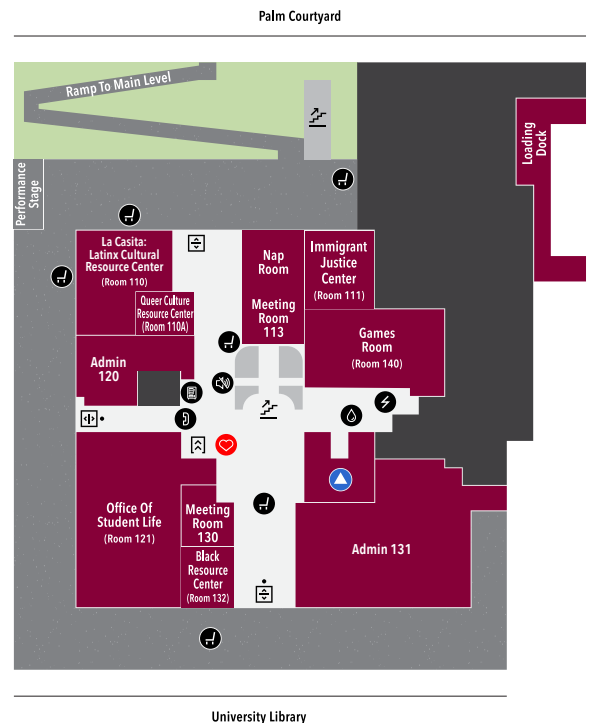 Palm Courtyard
Ramp To Main Level
Loading
Dock
Performance
Stage
La Casita:
Latinx Cultural
Resource Center
(Room 110)
Nap
Room
Immigrant
Justice
Center
(Room 111)
Queer Culture
Resource Center
(Room 110A)
Meeting
Room
113
Games
Room
(Room 140)
Admin
120
Office Of
Student Life
(Room 121)
Meeting
Room
130
Black
Resource
Center
(Room 132)
Admin 131
University Library